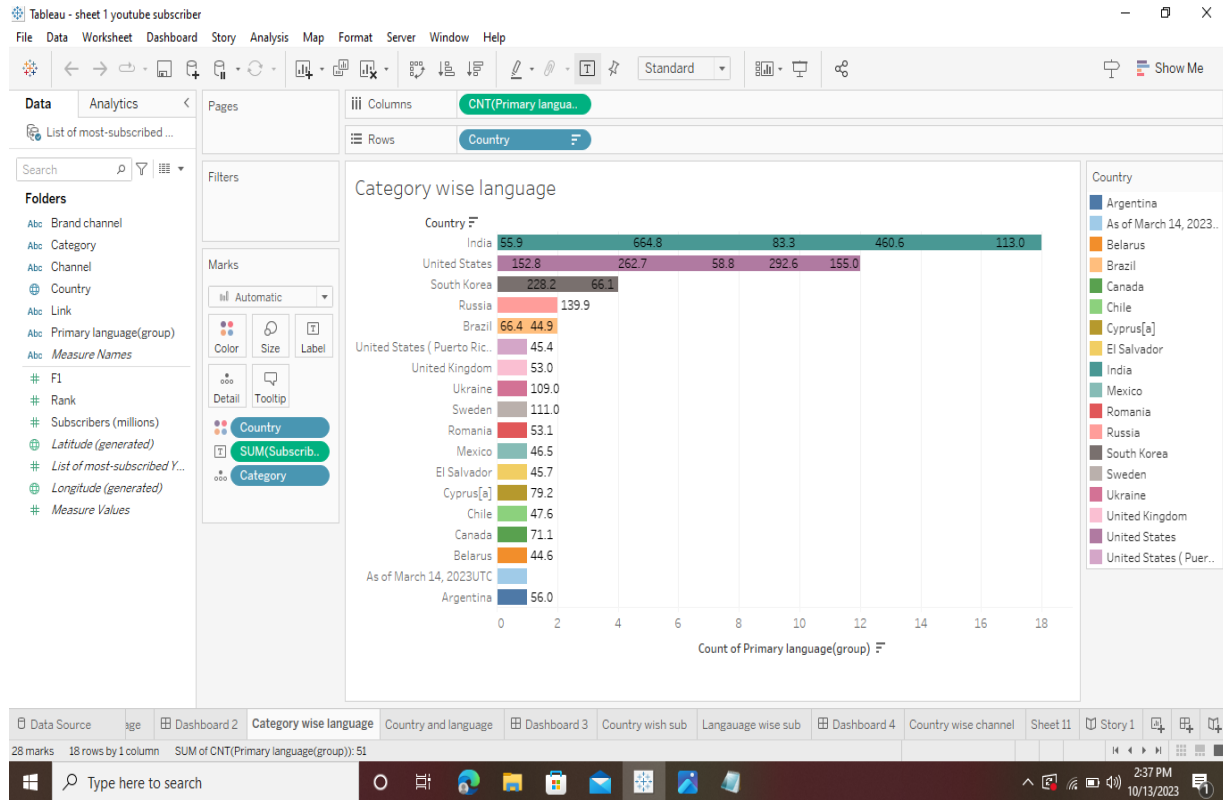 Tableau - sheet 1 youtube subscriber
File Data Worksheet Dashboard Story Analysis Map Format Server Window Help
Standard
Show Me
Data Analytics
List of most-subscribed ...
Search
Folders
Abc Brand channel
Abc Category
Abc Channel
Country
Abc Link
Abc Primary language(group)
Abc Measure Names
# F1
# Rank
# Subscribers (millions)
Latitude (generated)
# List of most-subscribed Y...
Longitude (generated)
# Measure Values
Pages
Filters
Marks
Automatic
Color Size Label
Detail Tooltip
Country
SUM(Subscrib..
Category
iii Columns CNT(Primary langua..
Rows Country
Category wise language
Country
India 55.9 664.8 83.3 460.6 113.0
United States 152.8 262.7 58.8 292.6 155.0
South Korea 228.2 66.1
Russia 139.9
Brazil 66.4 44.9
United States ( Puerto Ric.. 45.4
United Kingdom 53.0
Ukraine 109.0
Sweden 111.0
Romania 53.1
Mexico 46.5
El Salvador 45.7
Cyprus[a] 79.2
Chile 47.6
Canada 71.1
Belarus 44.6
As of March 14, 2023UTC
Argentina 56.0
0 2 4 6 8 10 12 14 16 18
Count of Primary language(group)
Country
Argentina
As of March 14, 2023...
Belarus
Brazil
Canada
Chile
Cyprus[a]
El Salvador
India
Mexico
Romania
Russia
South Korea
Sweden
Ukraine
United Kingdom
United States
United States ( Puer..
Data Source age Dashboard 2 Category wise language Country and language Dashboard 3 Country wish sub Langauage wise sub Dashboard 4 Country wise channel Sheet 11 Story 1
28 marks 18 rows by 1 column SUM of CNT(Primary language(group)): 51
Type here to search
2:37 PM
10/13/2023
1